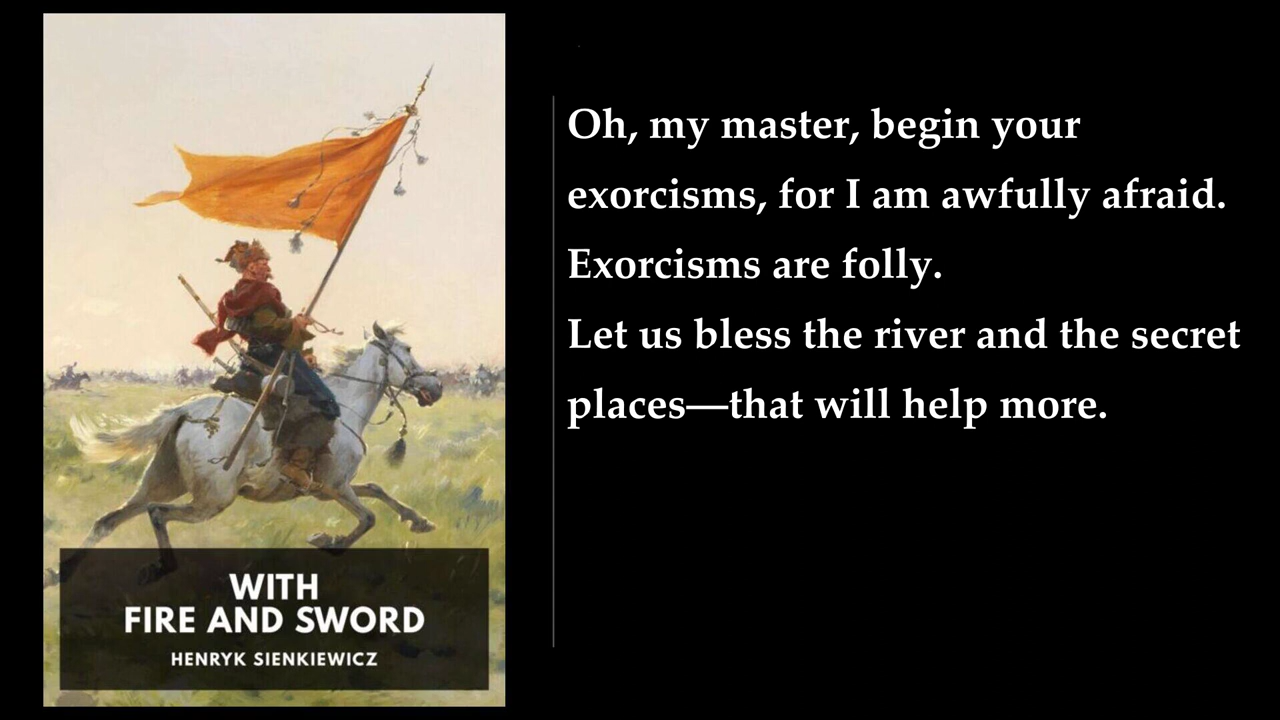 Oh, my master, begin your
exorcisms, for I am awfully afraid.
Exorcisms are folly.
Let us bless the river and the secret
places—that will help more.
WITH
FIRE AND SWORD
HENRYK SIENKIEWICZ